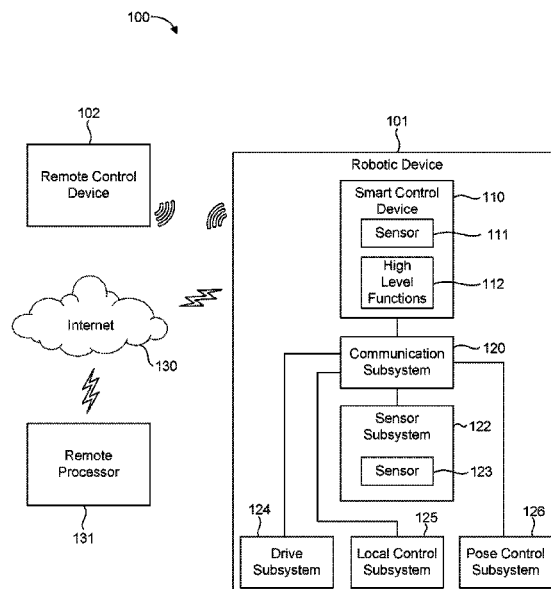 100
102
Remote Control
Device
Internet
130
Remote
Processor
131
101
Robotic Device
Smart Control
Device
110
Sensor
111
High
Level
Functions
112
Communication
Subsystem
120
Sensor
Subsystem
122
Sensor
123
124
Drive
Subsystem
125
Local Control
Subsystem
126
Pose Control
Subsystem